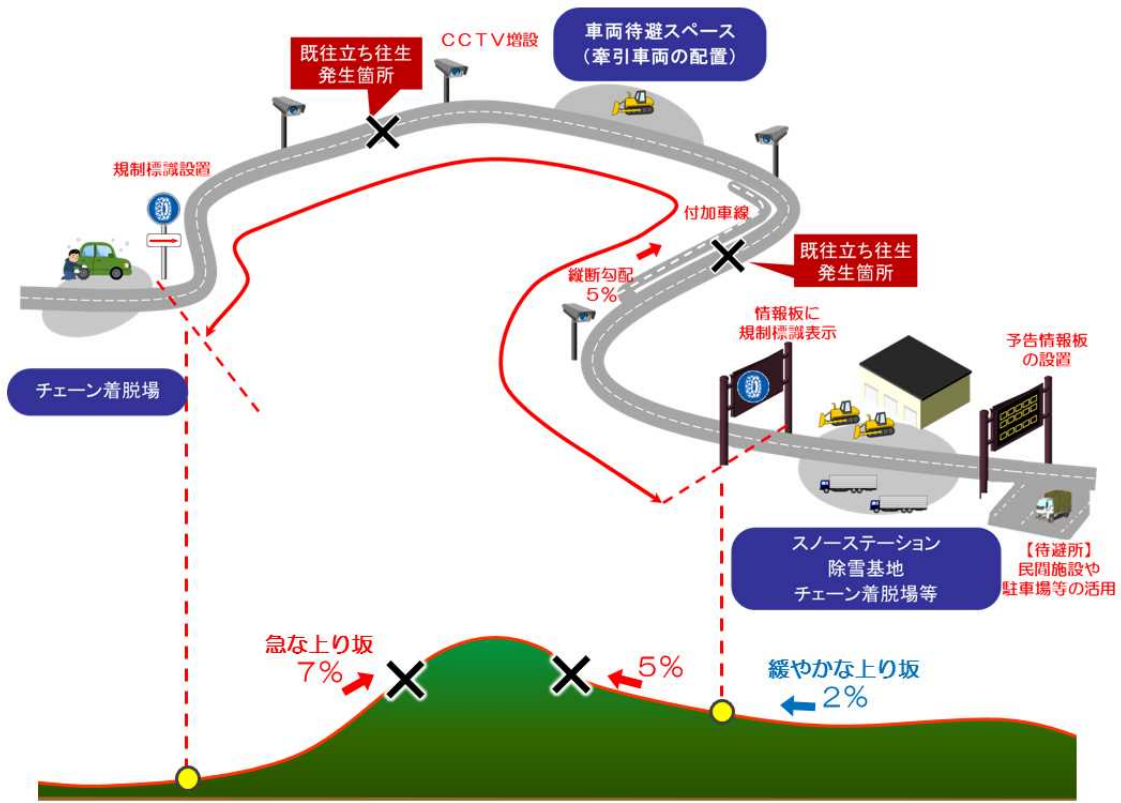 CCTV増設
車両待避スペース
(牽引車両の配置)
既往立ち往生
発生箇所
規制標識設置
付加車線
既往立ち往生
発生箇所
縦断勾配
5%
情報板に
規制標識表示
予告情報板
の設置
チェーン着脱場
スノーステーション
除雪基地
チェーン着脱場等
【待避所】
民間施設や
駐車場等の活用
急な上り坂
7%
5%
緩やかな上り坂
2%